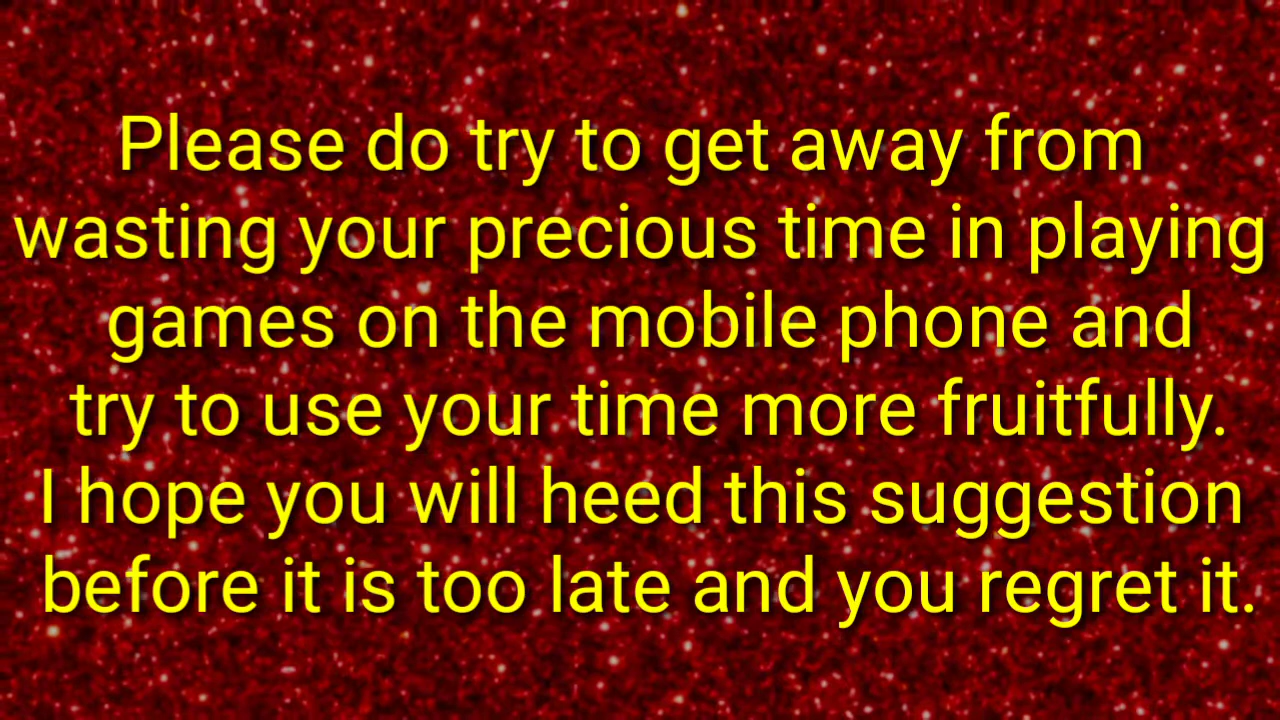 Please do try to get away from
wasting your precious time in playing
games on the mobile phone and
try to use your time more fruitfully.
I hope you will heed this suggestion
before it is too late and you regret it.